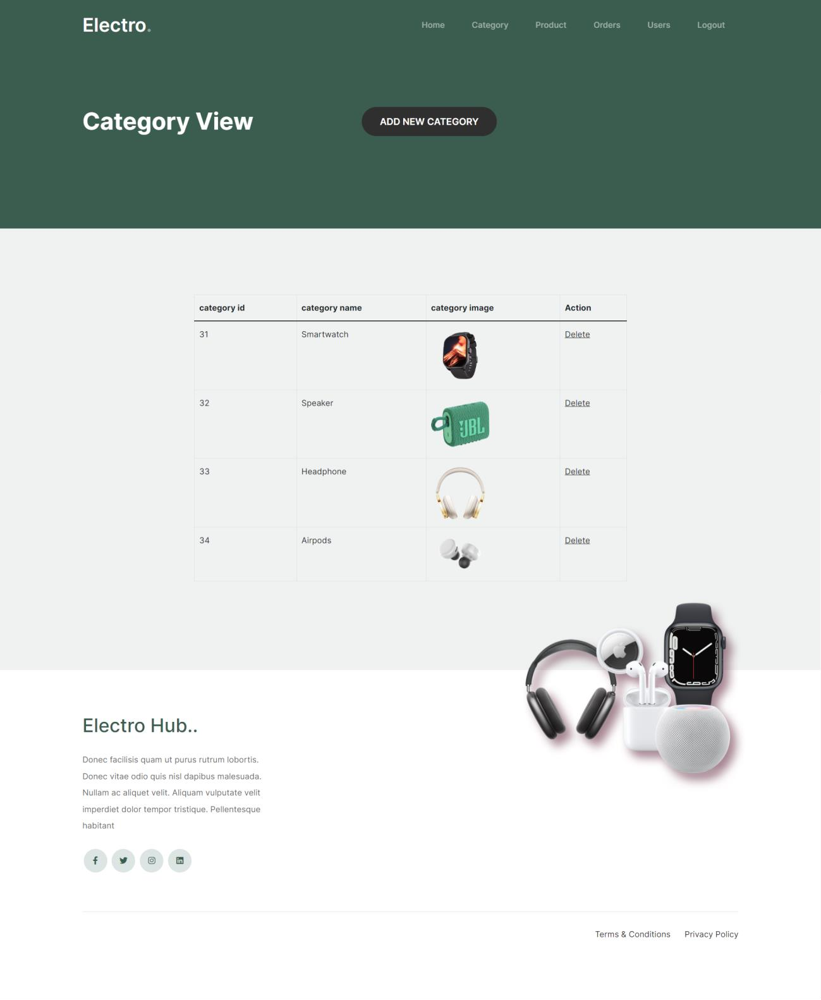 Electro.
Home Category Product Orders Users Logout
Category View
ADD NEW CATEGORY
category id category name category image Action
31 Smartwatch Delete
32 Speaker Delete
JBL
33 Headphone Delete
34 Airpods Delete
Electro Hub..
Donec facilisis quam ut purus rutrum lobortis.
Donec vitae odio quis nisl dapibus malesuada.
Nullam ac aliquet velit. Aliquam vulputate velit
imperdiet dolor tempor tristique. Pellentesque
habitant
Terms & Conditions Privacy Policy